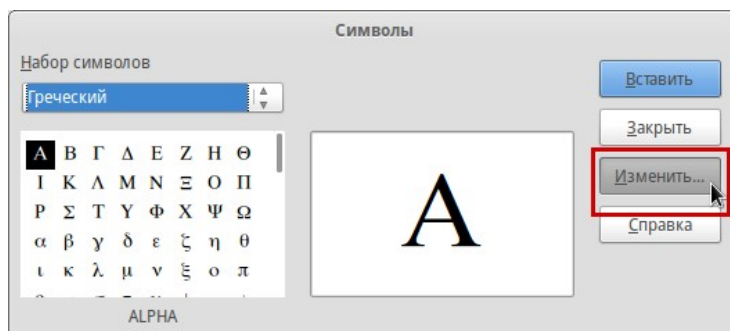 Символы
Набор символов
Греческий
Α Β Γ Δ Ε Ζ Η Θ
Ι Κ Λ Μ Ν Ξ Ο Π
Ρ Σ Τ Υ Φ Χ Ψ Ω
α β γ δ ε ζ η θ
ι κ λ μ ν ξ ο π
Α
ALPHA
Вставить
Закрыть
Изменить...
Справка